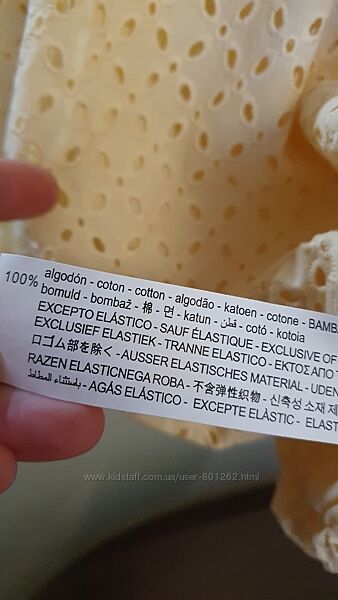 100% algodón - coton - cotton - algodão - katoen - cotone - BAMB
bomuld - bombaž - 棉 - 면 - katun - قطن - cotó - kotoia
EXCEPTO ELÁSTICO - SAUF ÉLASTIQUE - EXCLUSIVE OF
EXCLUSIEF ELASTIEK - TRANNE ELASTICO - ΕΚΤΟΣ ΑΠΟ Τ
ロゴム部を除く - AUSSER ELASTISCHES MATERIAL - UDEN
RAZEN ELASTICNEGA ROBA - 不含弹性织物 - 신축성 소재 제
باستثناء المطاط - AGÁS ELÁSTICO - EXCEPTE ELÀSTIC - ELAST
www.kidstaff.com.ua/user-801262.html